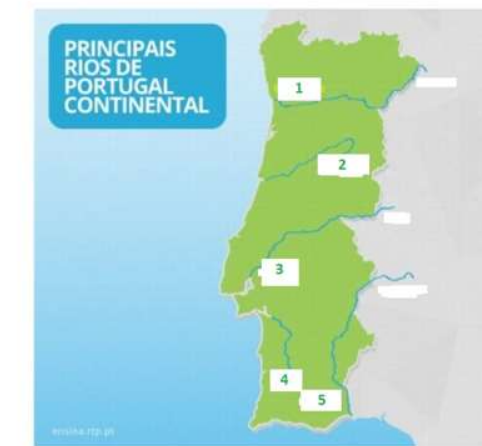 PRINCIPAIS
RIOS DE
PORTUGAL
CONTINENTAL
1
2
3
4
5
ensina.rtp.pt